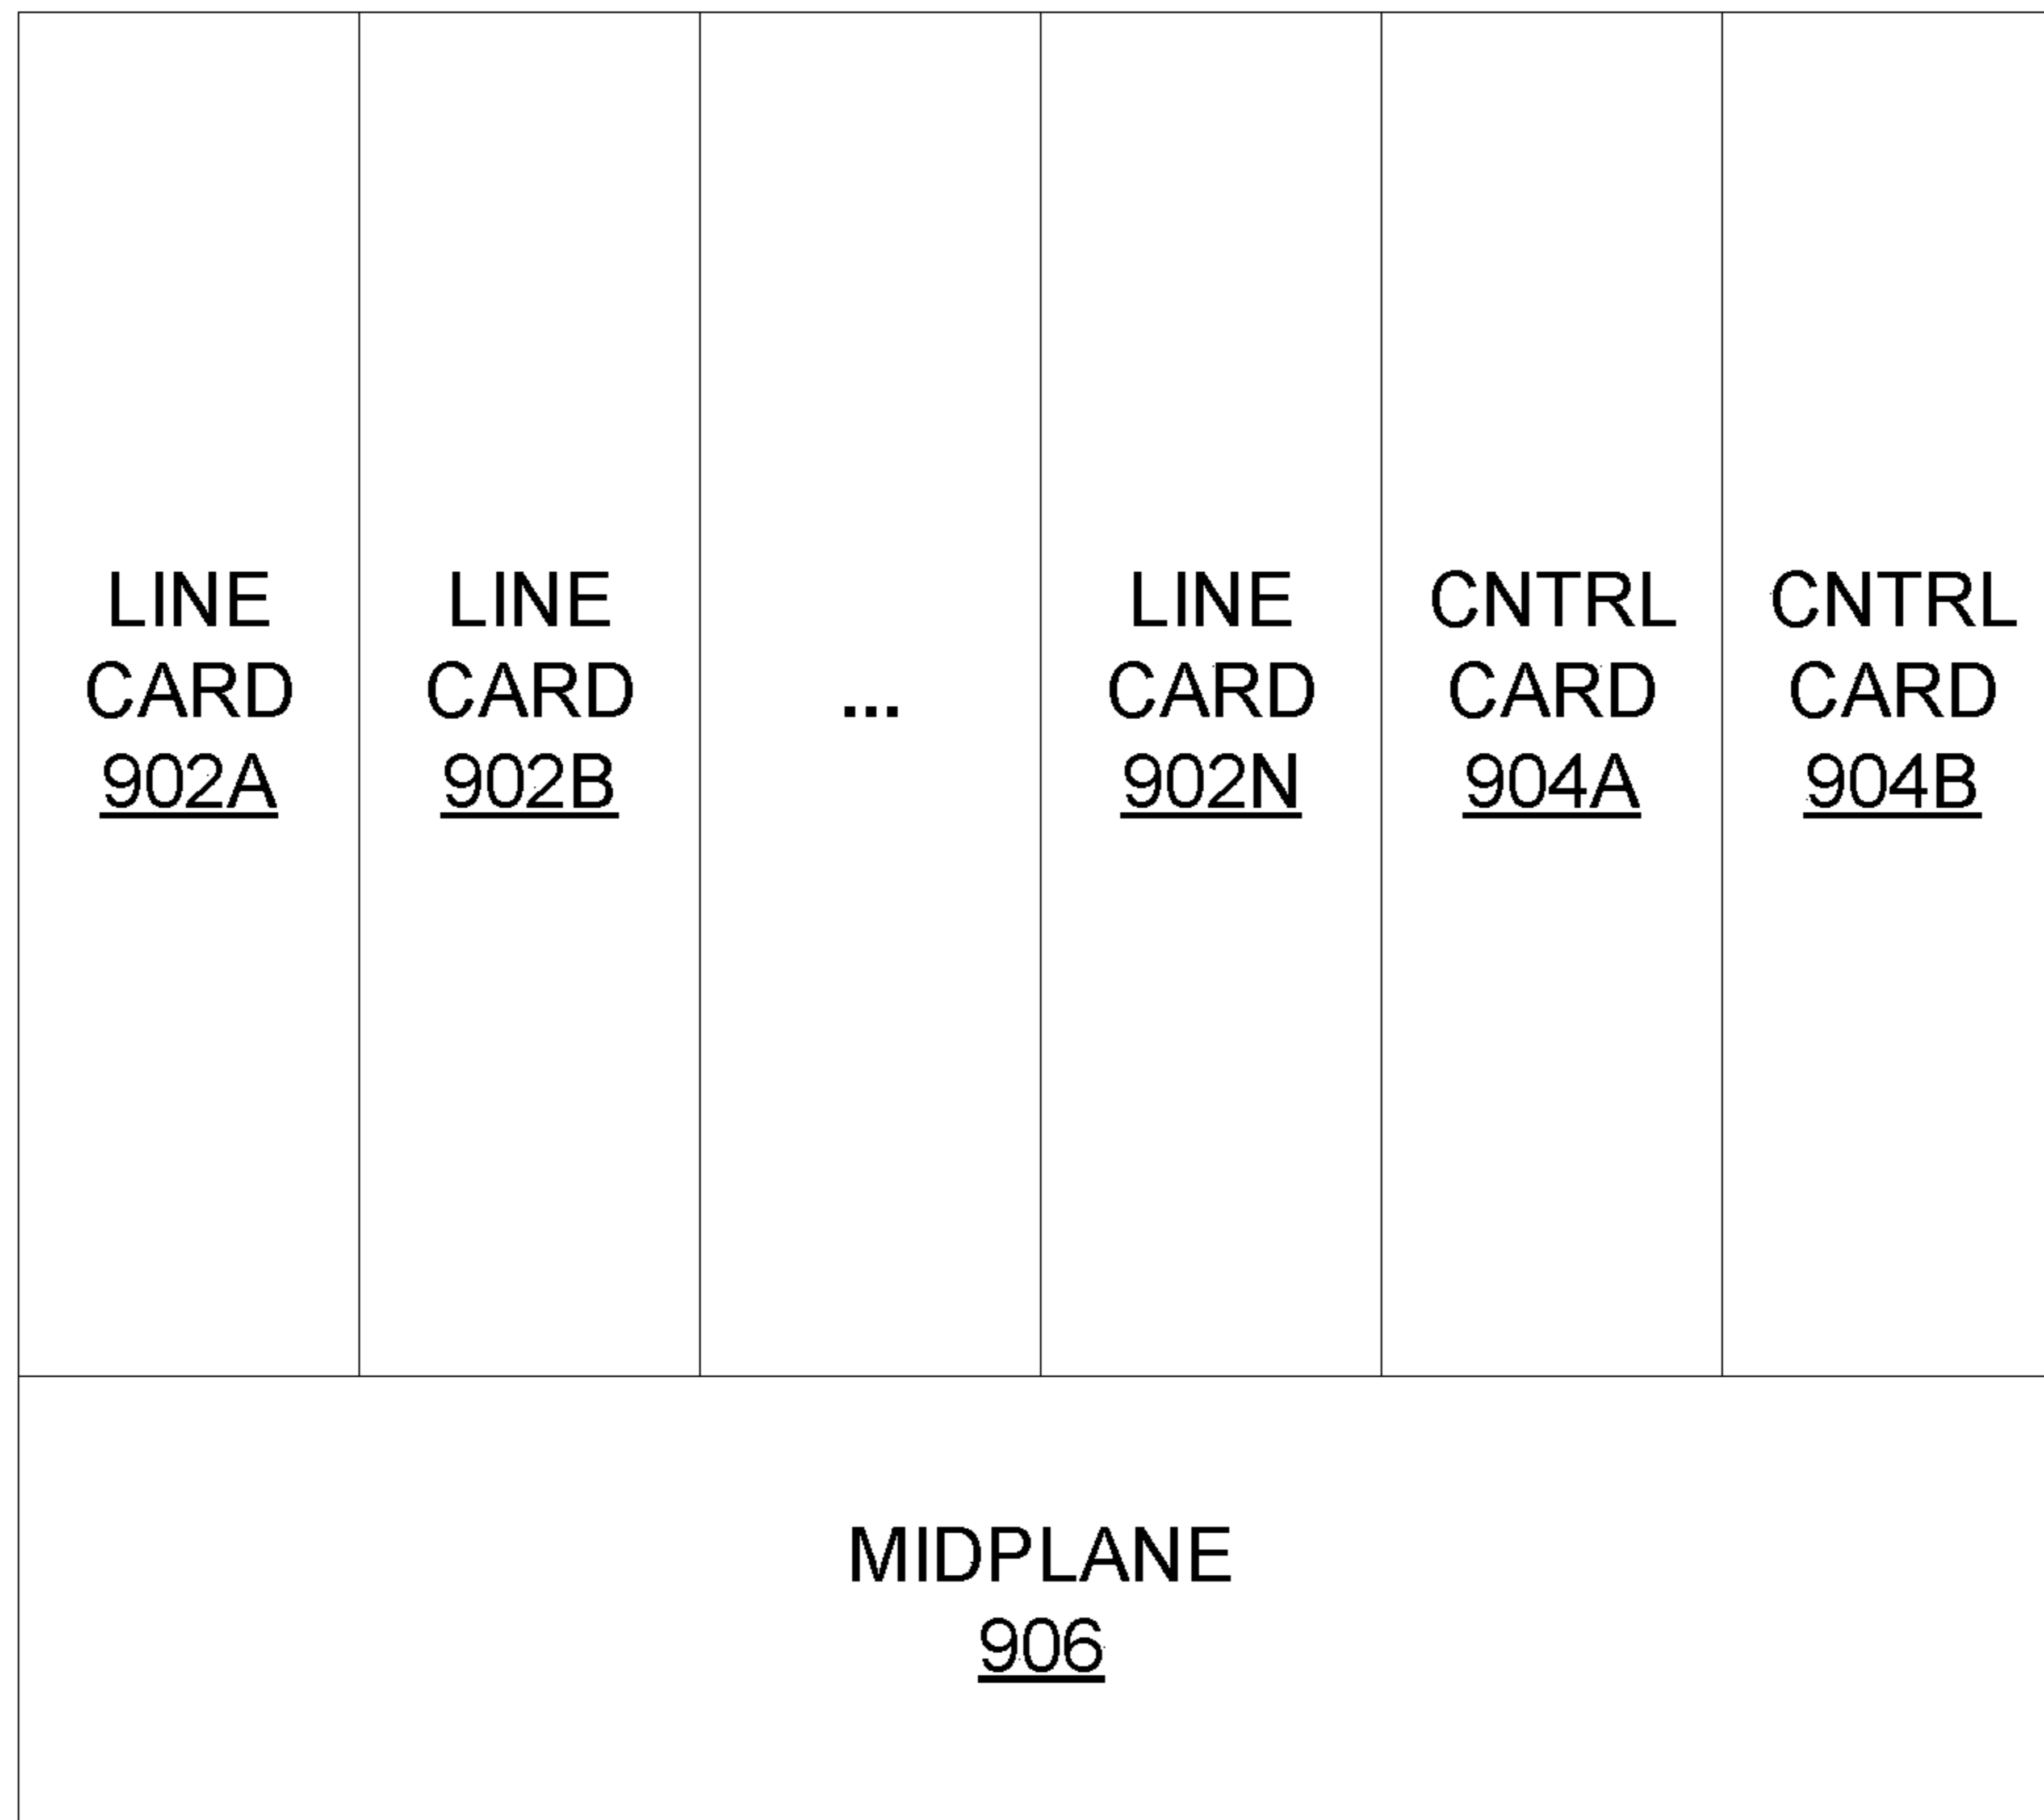 LINE
CARD
902A
LINE
CARD
902B
...
LINE
CARD
902N
CNTRL
CARD
904A
CNTRL
CARD
904B
MIDPLANE
906